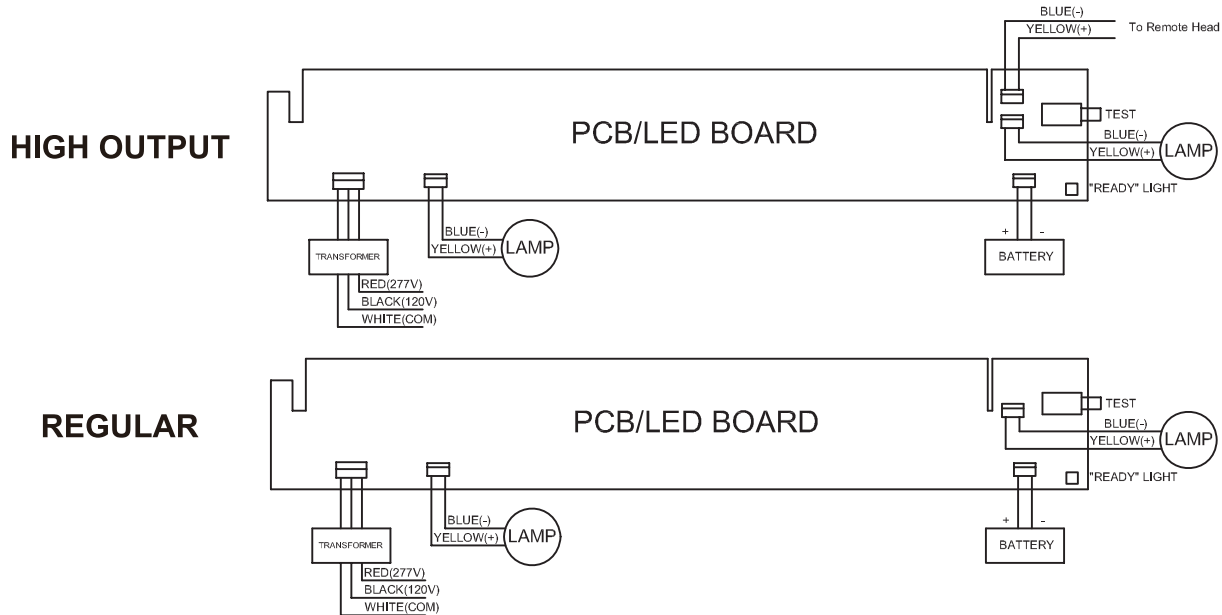 BLUE(-)
YELLOW(+)
To Remote Head
HIGH OUTPUT
PCB/LED BOARD
TEST
BLUE(-)
YELLOW(+)
LAMP
"READY" LIGHT
BLUE(-)
YELLOW(+)
LAMP
+ -
TRANSFORMER
BATTERY
RED(277V)
BLACK(120V)
WHITE(COM)
REGULAR
PCB/LED BOARD
TEST
BLUE(-)
YELLOW(+)
LAMP
"READY" LIGHT
BLUE(-)
YELLOW(+)
LAMP
+ -
TRANSFORMER
BATTERY
RED(277V)
BLACK(120V)
WHITE(COM)